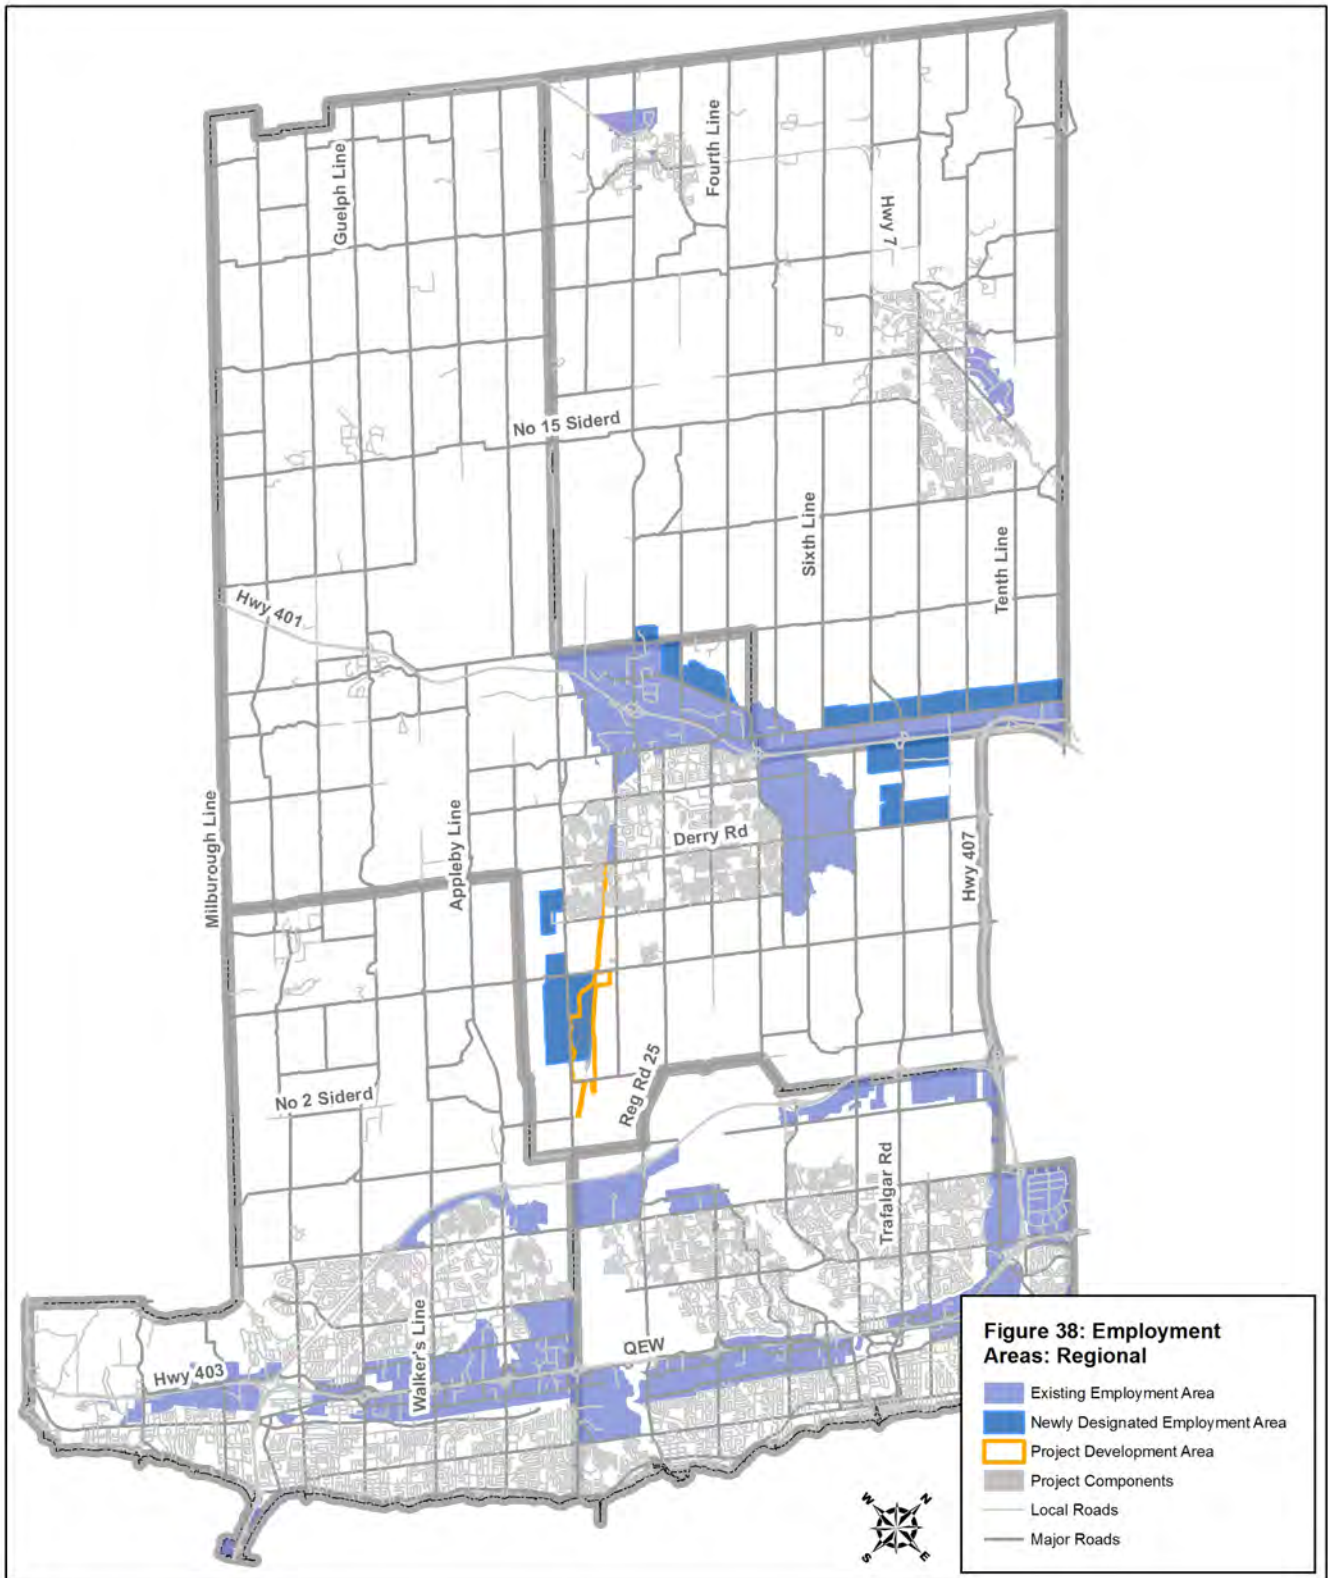 Guelph Line
Fourth Line
Hwy 7
No 15 Siderd
Sixth Line
Tenth Line
Hwy 401
Milburough Line
Appleby Line
Derry Rd
Hwy 407
No 2 Siderd
Reg Rd 25
Trafalgar Rd
Walker's Line
QEW
Hwy 403
W
N
S
E
Figure 38: Employment
Areas: Regional
Existing Employment Area
Newly Designated Employment Area
Project Development Area
Project Components
Local Roads
Major Roads